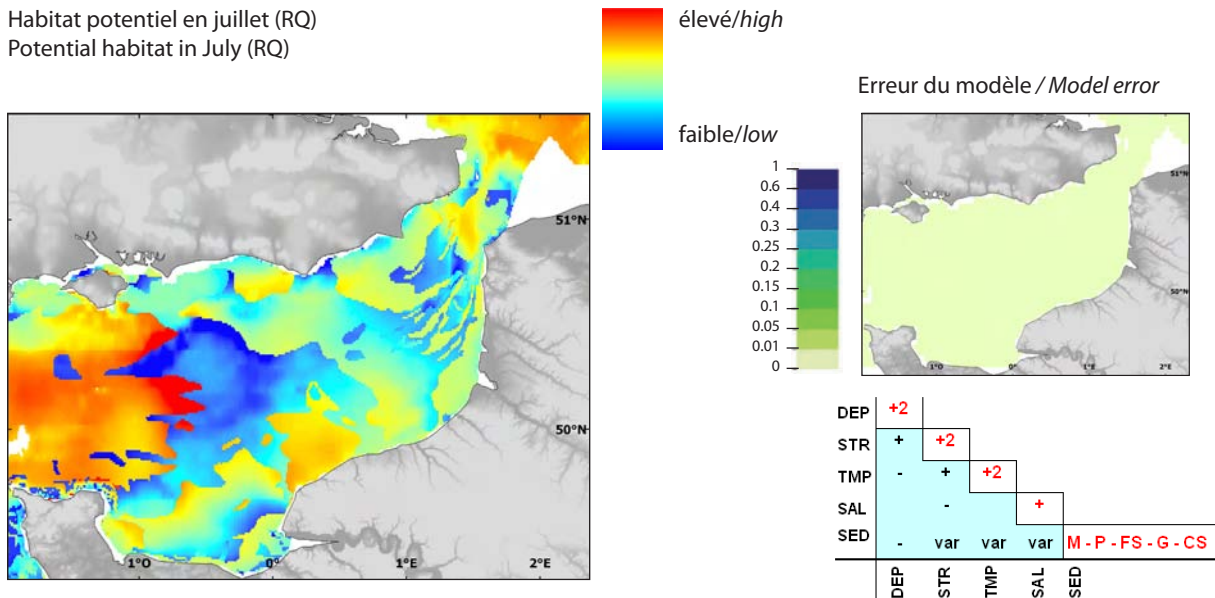 Habitat potentiel en juillet (RQ)
Potential habitat in July (RQ)
élevé/high
faible/low
Erreur du modèle / Model error
51°N
50°N
1°O
0°
1°E
2°E
1
0.6
0.4
0.3
0.25
0.2
0.15
0.1
0.05
0.01
0
51°N
50°N
1°O
0°
1°E
2°E
DEP +2
STR + +2
TMP - + +2
SAL - +
SED - var var var M - P - FS - G - CS
DEP STR TMP SAL SED